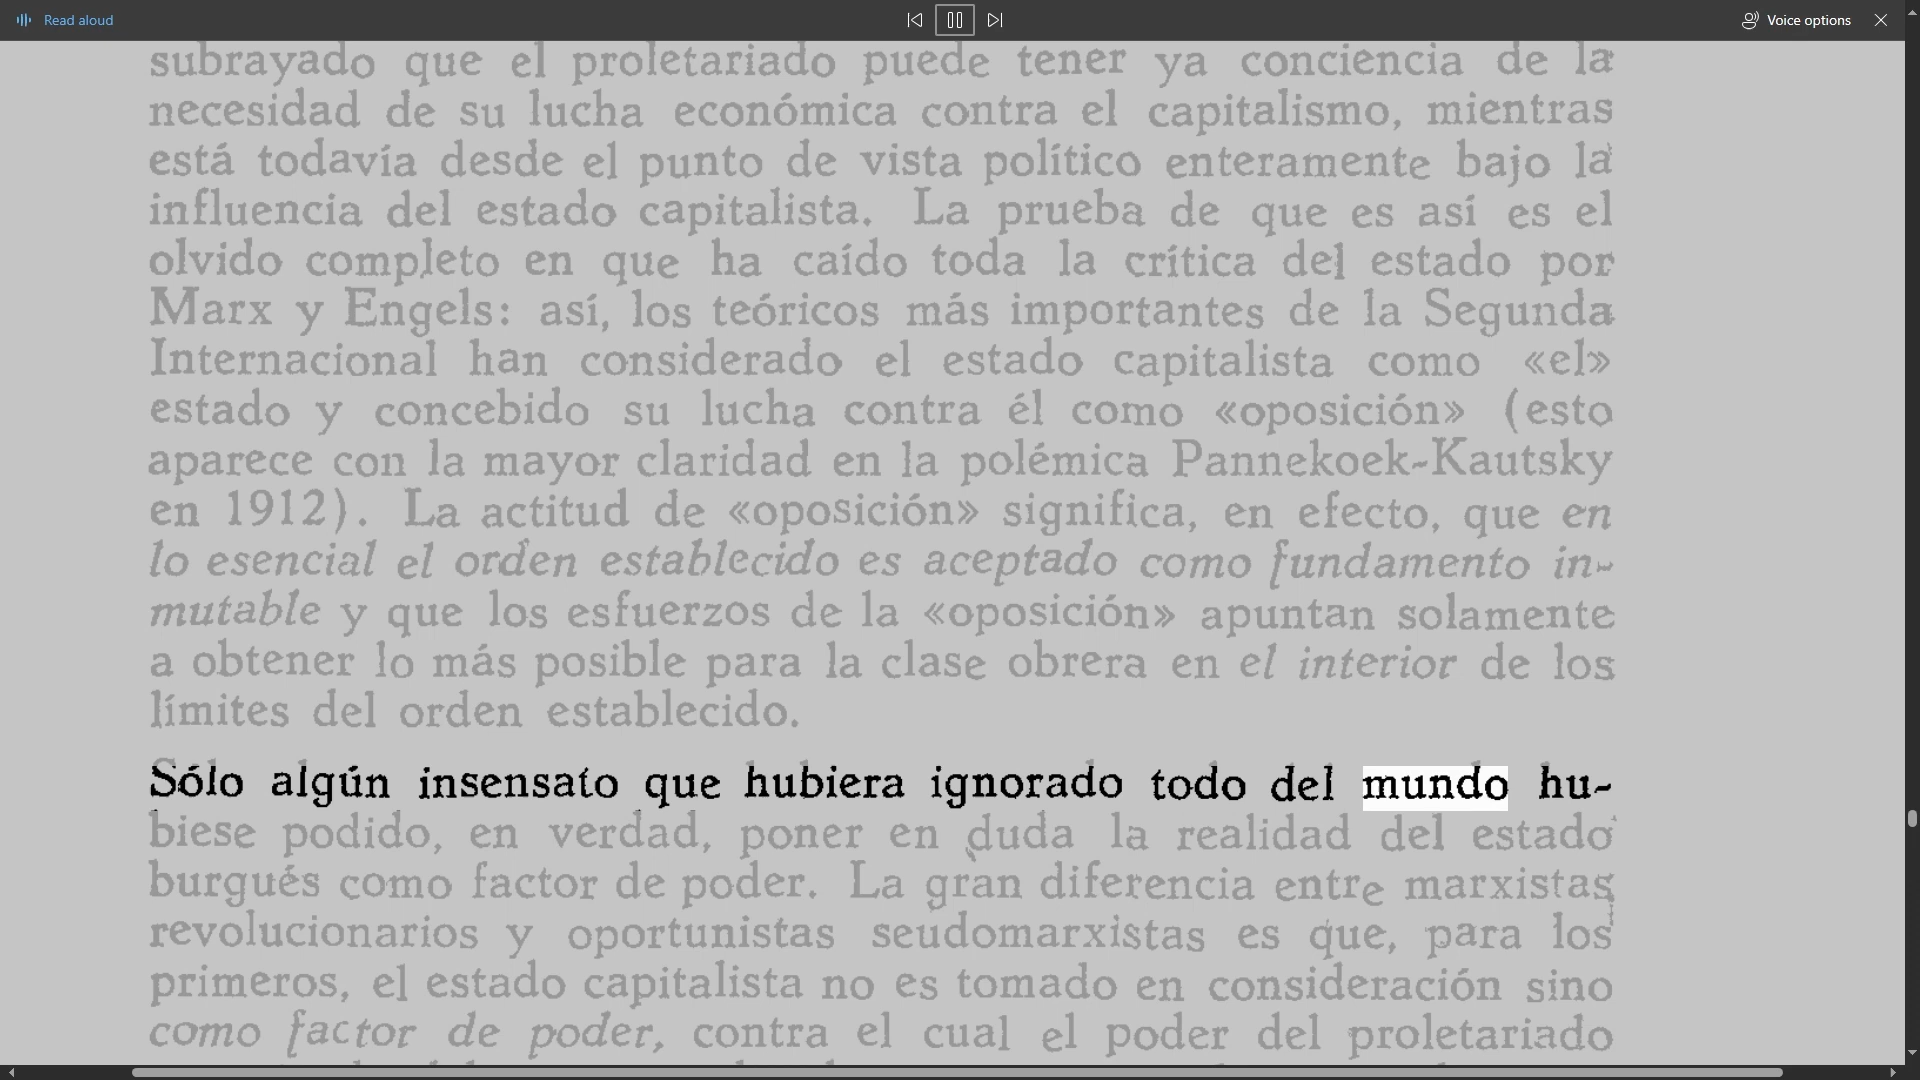 Read aloud
Voice options
subrayado que el proletariado puede tener ya conciencia de la
necesidad de su lucha económica contra el capitalismo, mientras
está todavía desde el punto de vista político enteramente bajo la
influencia del estado capitalista. La prueba de que es así es el
olvido completo en que ha caído toda la crítica del estado por
Marx y Engels: así, los teóricos más importantes de la Segunda
Internacional han considerado el estado capitalista como «el»
estado y concebido su lucha contra él como «oposición» (esto
aparece con la mayor claridad en la polémica Pannekoek-Kautsky
en 1912). La actitud de «oposición» significa, en efecto, que en
lo esencial el orden establecido es aceptado como fundamento in-
mutable y que los esfuerzos de la «oposición» apuntan solamente
a obtener lo más posible para la clase obrera en el interior de los
límites del orden establecido.
Sólo algún insensato que hubiera ignorado todo del mundo hu-
biese podido, en verdad, poner en duda la realidad del estado
burgués como factor de poder. La gran diferencia entre marxistas
revolucionarios y oportunistas seudomarxistas es que, para los
primeros, el estado capitalista no es tomado en consideración sino
como factor de poder, contra el cual el poder del proletariado